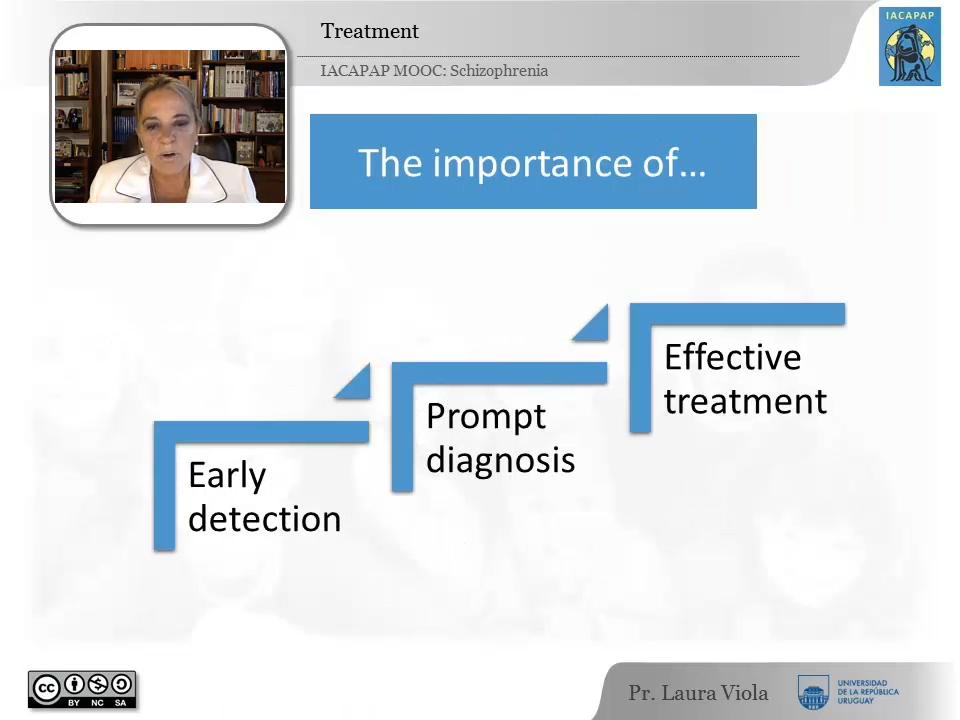 Treatment
IACAPAP MOOC: Schizophrenia
IACAPAP
The importance of...
Effective
treatment
Prompt
diagnosis
Early
detection
cc
BY NC SA
Pr. Laura Viola
UNIVERSIDAD
DE LA REPÚBLICA
URUGUAY